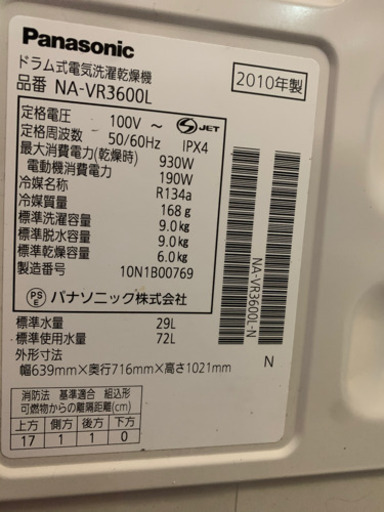 Panasonic
ドラム式電気洗濯乾燥機
品番 NA-VR3600L
2010年製
定格電圧 100V～
定格周波数 50/60Hz IPX4
S JET
最大消費電力(乾燥時) 930W
電動機消費電力 190W
冷媒名称 R134a
冷媒質量 168g
標準洗濯容量 9.0kg
標準脱水容量 9.0kg
標準乾燥容量 6.0kg
製造番号 10N1B00769
PS E パナソニック株式会社
標準水量 29L
標準使用水量 72L
外形寸法
幅639mm×奥行716mm×高さ1021mm
消防法 基準適合 組込形
可燃物からの離隔距離(cm)
上方 側方 後方 下方
17 1 1 0
NA-VR3600L-N
N